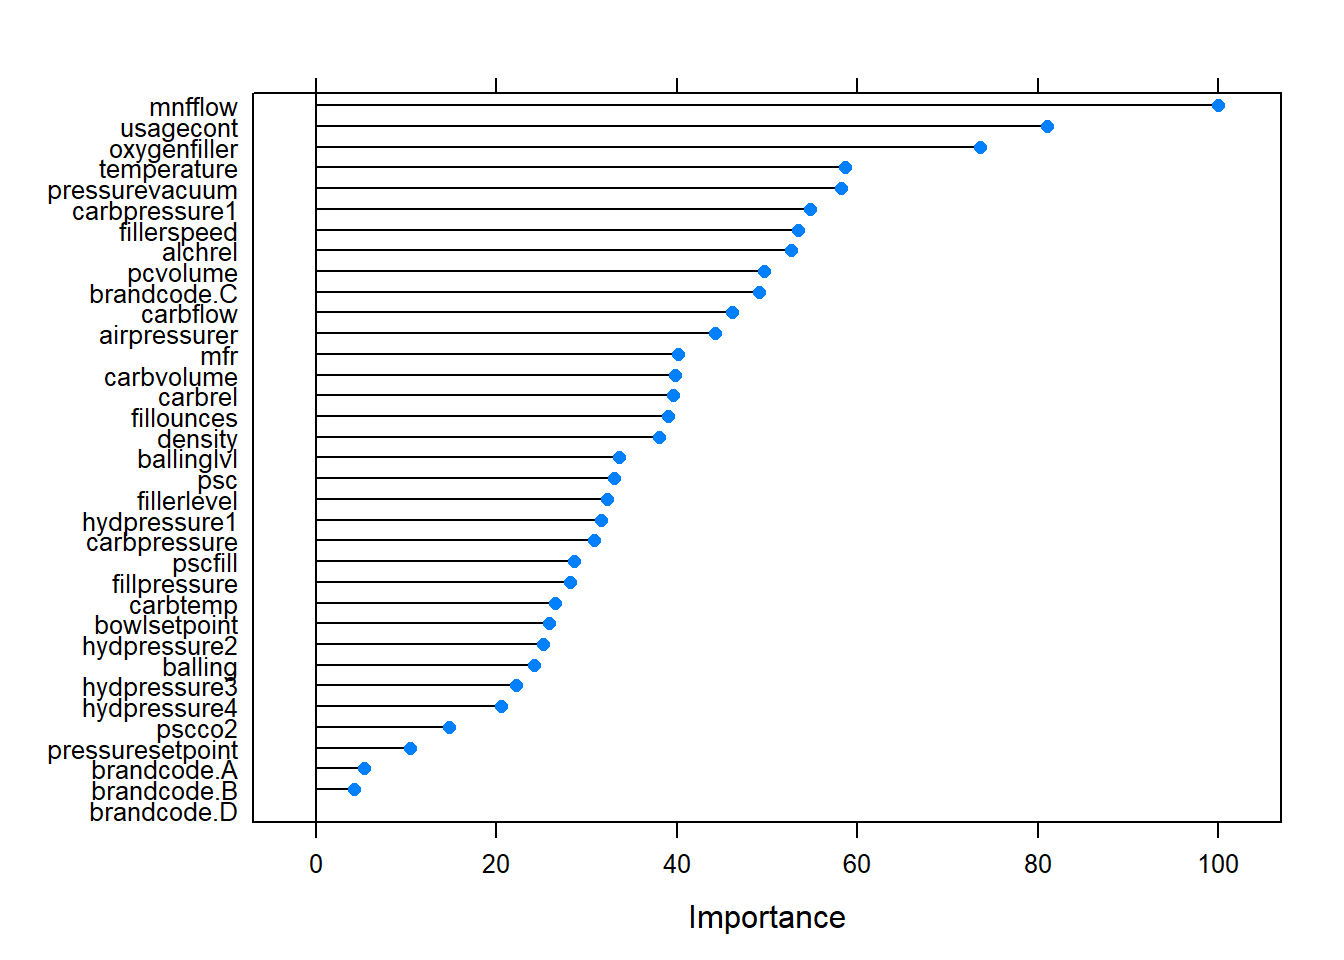 mnfflow
usagecont
oxygenfiller
temperature
pressurevacuum
carbpressure1
fillerspeed
alchrel
pcvolume
brandcode.C
carbflow
airpressurer
mfr
carbvolume
carbrel
fillounces
density
ballinglvl
psc
fillerlevel
hydpressure1
carbpressure
pscfill
fillpressure
carbtemp
bowlsetpoint
hydpressure2
balling
hydpressure3
hydpressure4
pscco2
pressuresetpoint
brandcode.A
brandcode.B
brandcode.D
0 20 40 60 80 100
Importance